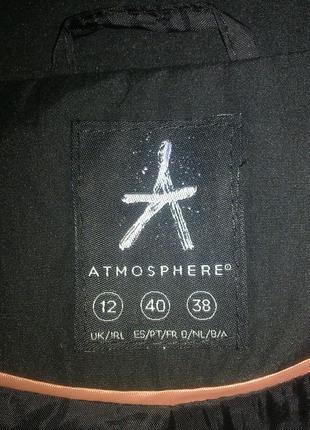 ATMOSPHERE®
12 40 38
UK/IRL ES/PT/FR D/NL/B/A